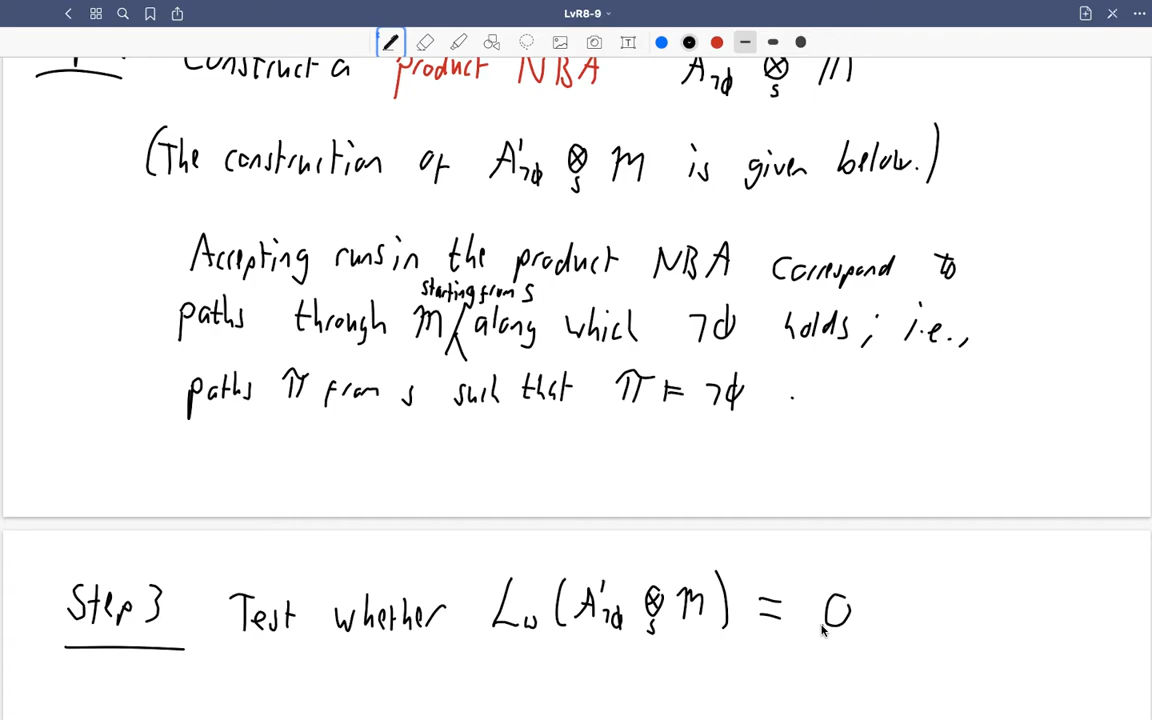 LvR8-9
Construct a product NBA A¬φ ⊗s M
(The construction of A'¬φ ⊗s M is given below.)
Accepting runs in the product NBA correspond to
starting from s
paths through M along which ¬φ holds; i.e.,
paths π from s such that π ⊨ ¬φ .
Step 3 Test whether Lω(A'¬φ ⊗s M) = 0